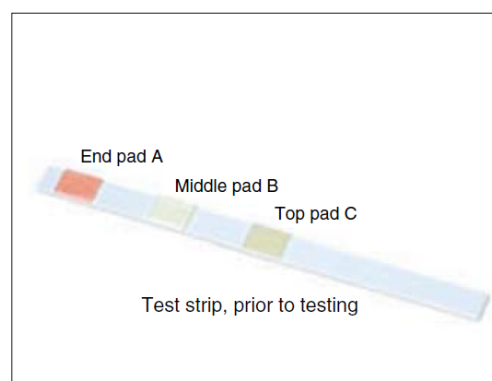 End pad A
Middle pad B
Top pad C
Test strip, prior to testing